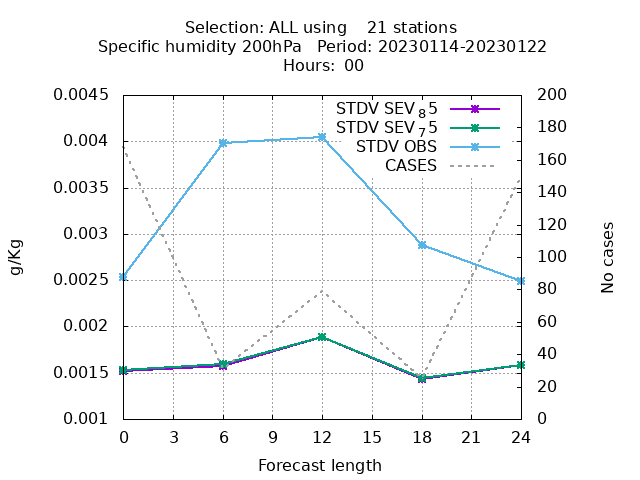 Selection: ALL using    21 stations
Specific humidity 200hPa   Period: 20230114-20230122
Hours: 00
STDV SEV 8 5
STDV SEV 7 5
STDV OBS
CASES
g/Kg
0.0045
0.004
0.0035
0.003
0.0025
0.002
0.0015
0.001
200
180
160
140
120
100
80
60
40
20
0
No cases
0 3 6 9 12 15 18 21 24
Forecast length